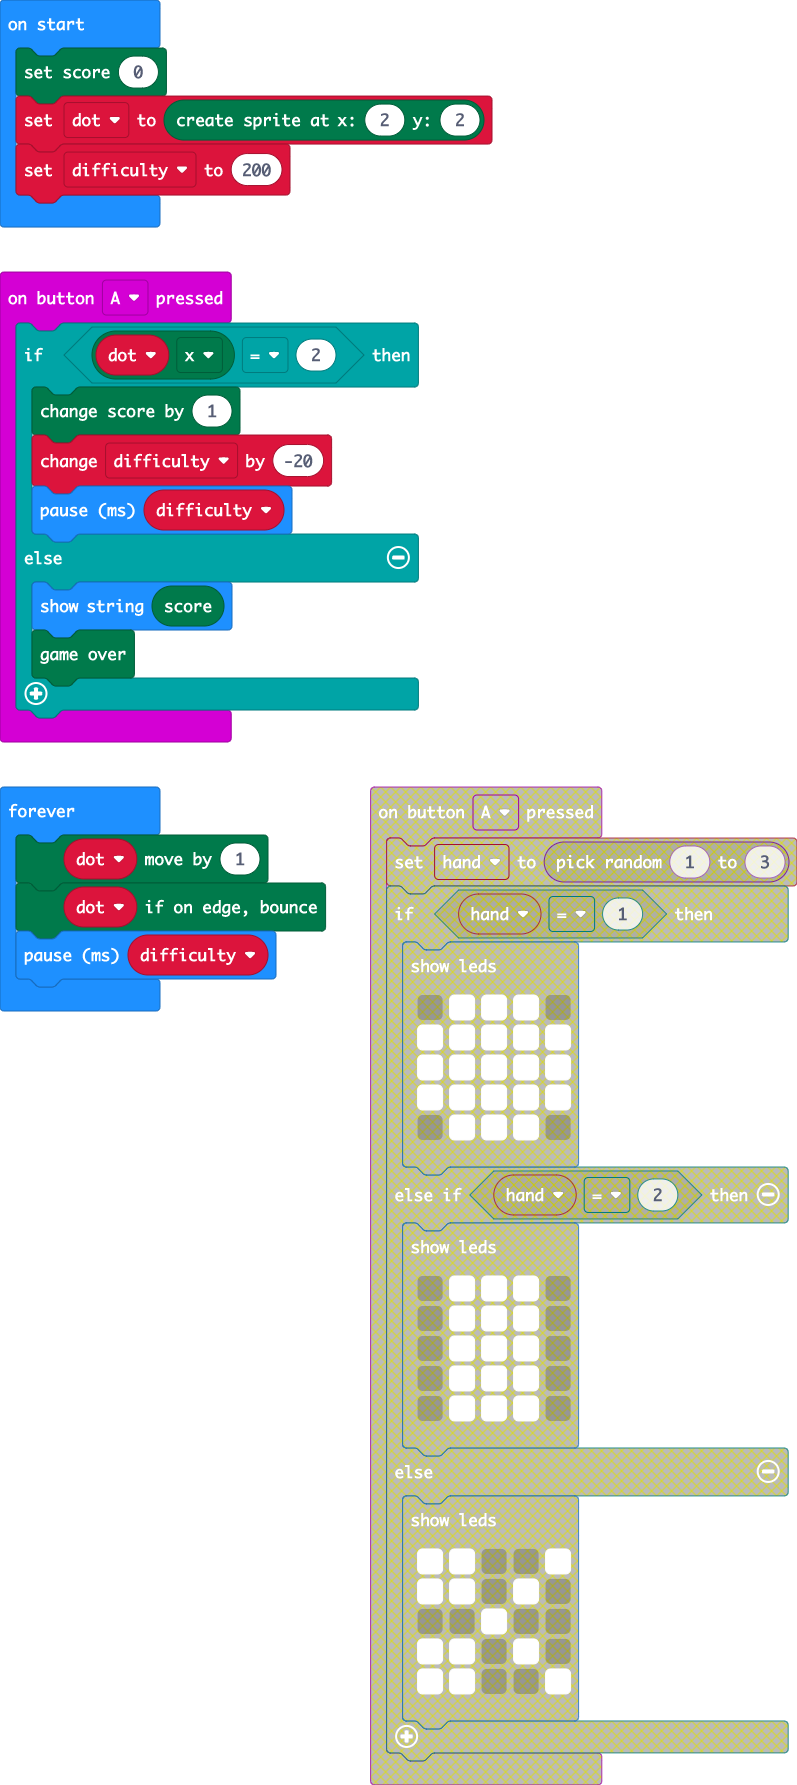 on start
set score 0
set dot to create sprite at x: 2 y: 2
set difficulty to 200
on button A pressed
if dot x = 2 then
change score by 1
change difficulty by -20
pause (ms) difficulty
else
show string score
game over
forever
dot move by 1
dot if on edge, bounce
pause (ms) difficulty
on button A pressed
set hand to pick random 1 to 3
if hand = 1 then
show leds
else if hand = 2 then
show leds
else
show leds